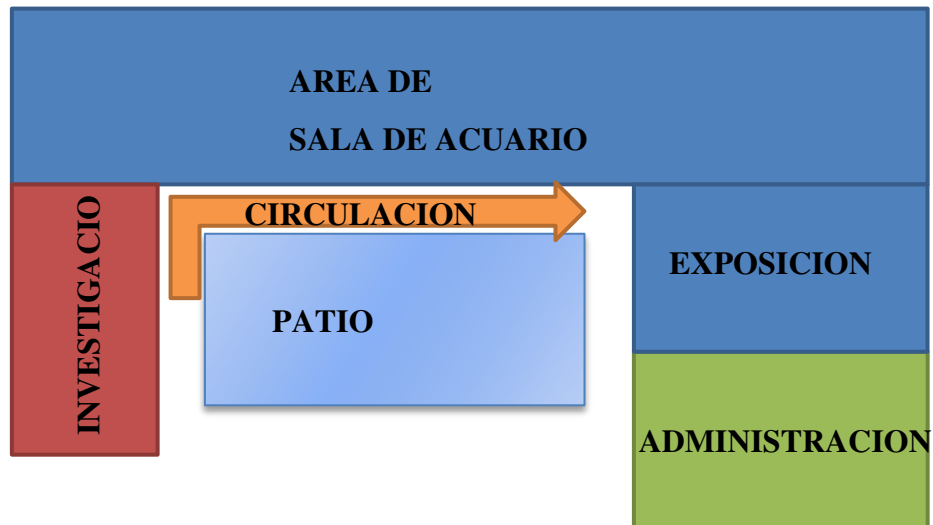 AREA DE
SALA DE ACUARIO
INVESTIGACIO
CIRCULACION
EXPOSICION
PATIO
ADMINISTRACION